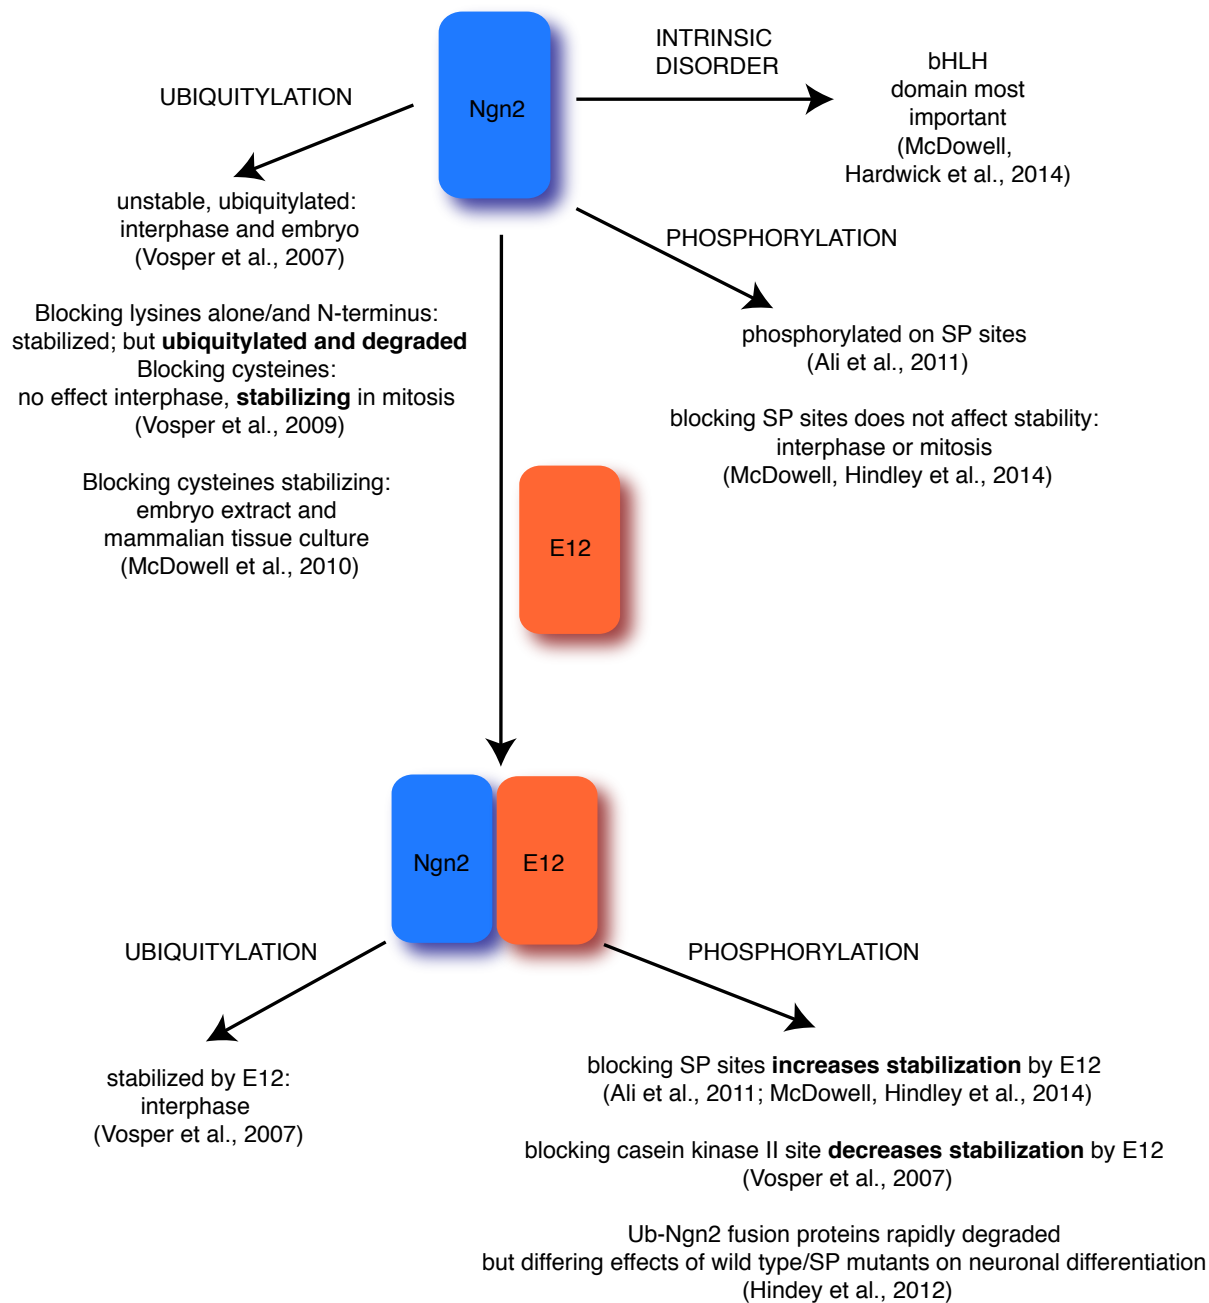 INTRINSIC
DISORDER
Ngn2
UBIQUITYLATION
bHLH
domain most
important
(McDowell,
Hardwick et al., 2014)
unstable, ubiquitylated:
interphase and embryo
(Vosper et al., 2007)
PHOSPHORYLATION
Blocking lysines alone/and N-terminus:
stabilized; but ubiquitylated and degraded
Blocking cysteines:
no effect interphase, stabilizing in mitosis
(Vosper et al., 2009)
phosphorylated on SP sites
(Ali et al., 2011)
blocking SP sites does not affect stability:
interphase or mitosis
(McDowell, Hindley et al., 2014)
Blocking cysteines stabilizing:
embryo extract and
mammalian tissue culture
(McDowell et al., 2010)
E12
Ngn2
E12
UBIQUITYLATION
PHOSPHORYLATION
stabilized by E12:
interphase
(Vosper et al., 2007)
blocking SP sites increases stabilization by E12
(Ali et al., 2011; McDowell, Hindley et al., 2014)
blocking casein kinase II site decreases stabilization by E12
(Vosper et al., 2007)
Ub-Ngn2 fusion proteins rapidly degraded
but differing effects of wild type/SP mutants on neuronal differentiation
(Hindey et al., 2012)